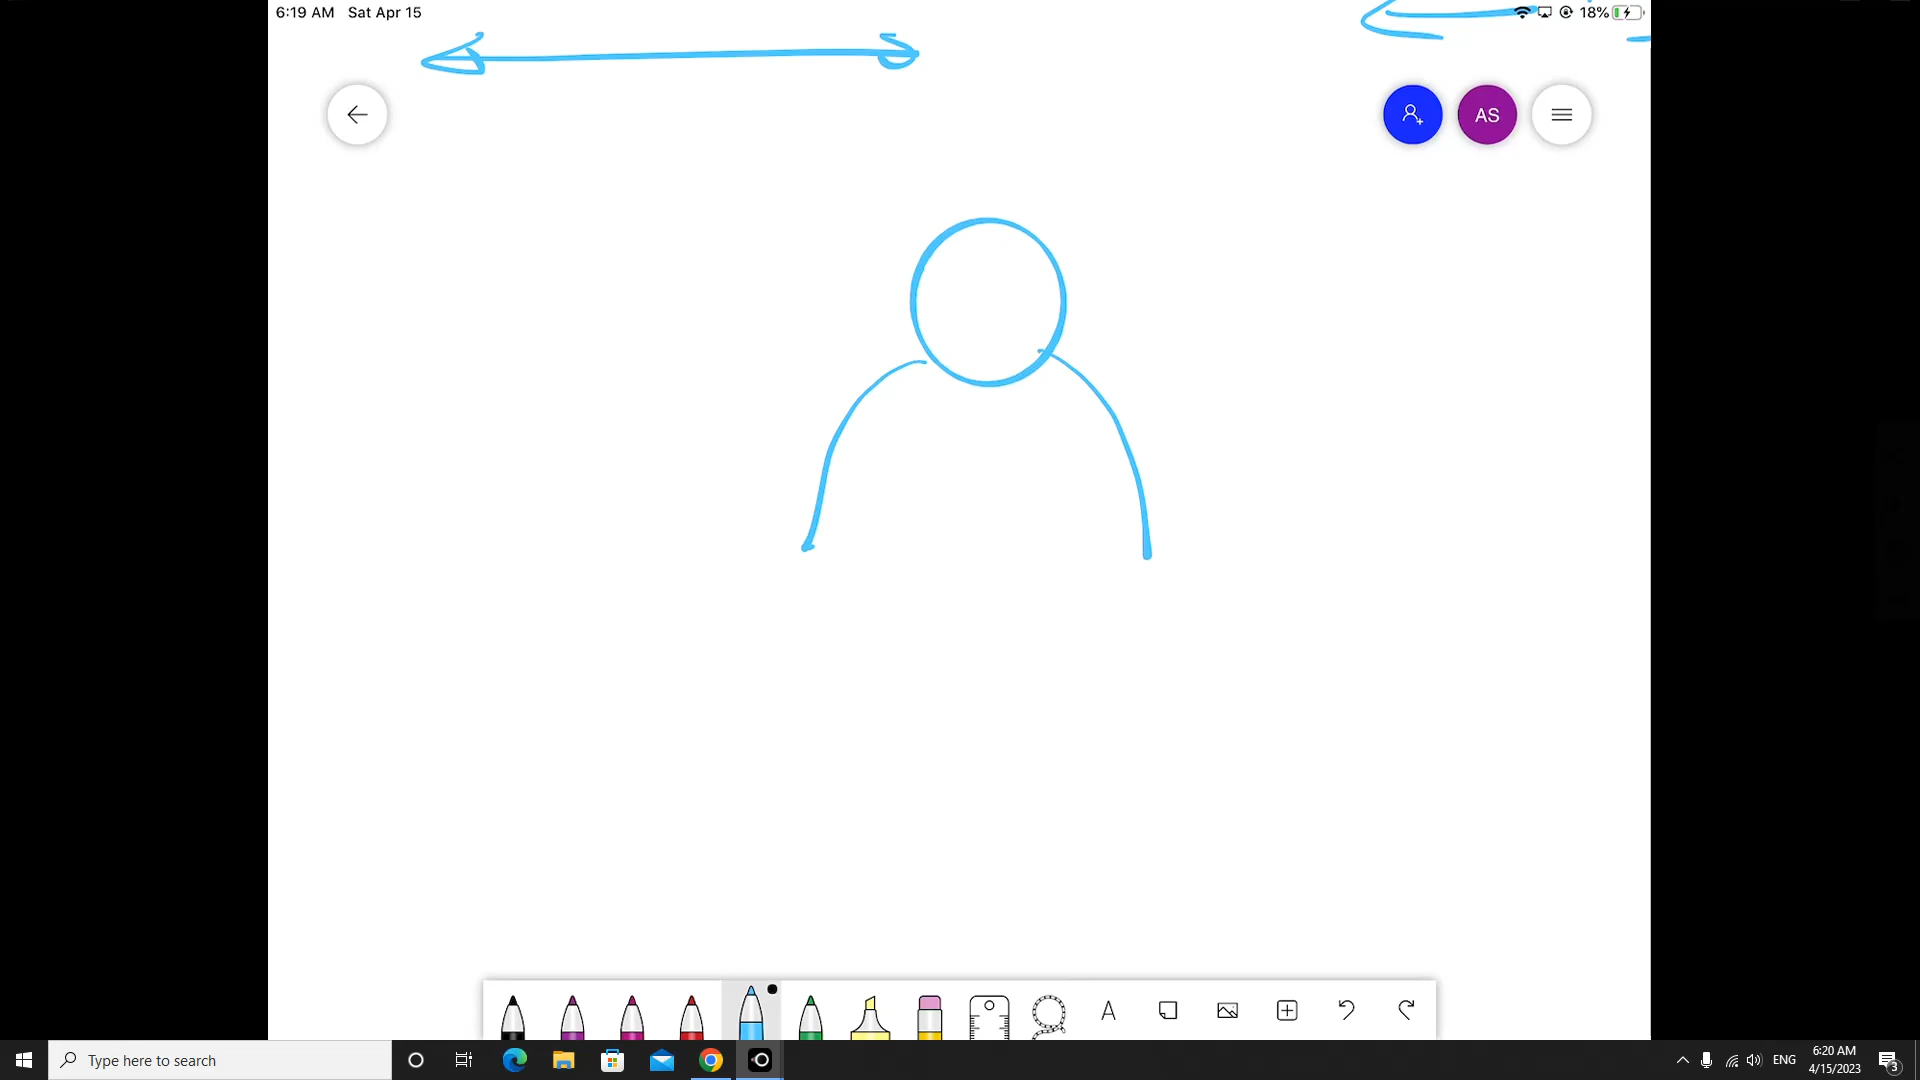 6:19 AM Sat Apr 15
18%
AS
A
Type here to search
ENG
6:20 AM
4/15/2023
3